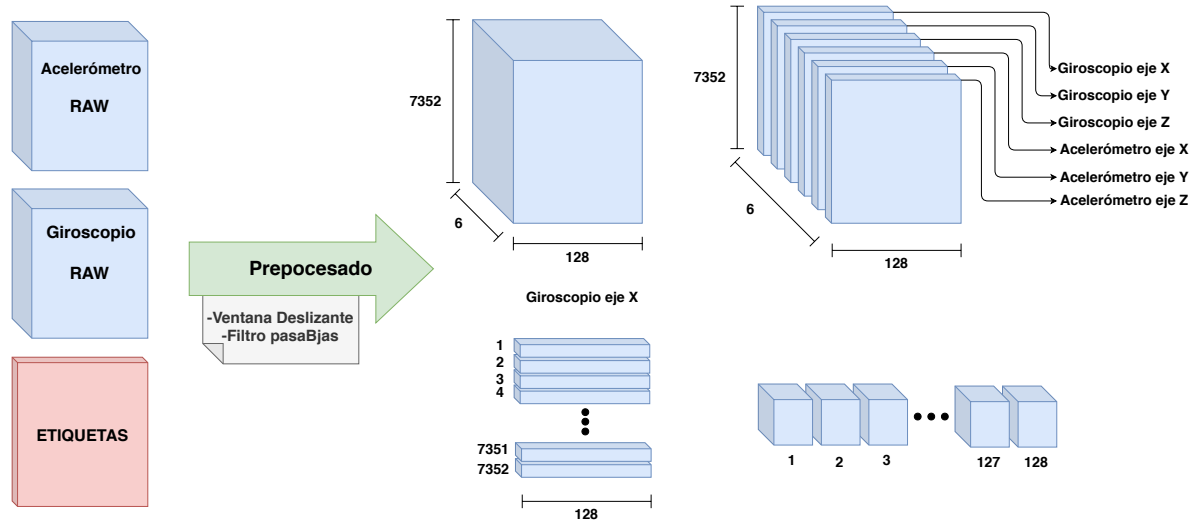 Acelerómetro
RAW
Giroscopio
RAW
ETIQUETAS
Prepocesado
-Ventana Deslizante
-Filtro pasaBjas
7352
6
128
7352
6
128
Giroscopio eje X
Giroscopio eje Y
Giroscopio eje Z
Acelerómetro eje X
Acelerómetro eje Y
Acelerómetro eje Z
Giroscopio eje X
1
2
3
4
7351
7352
128
1
2
3
127
128